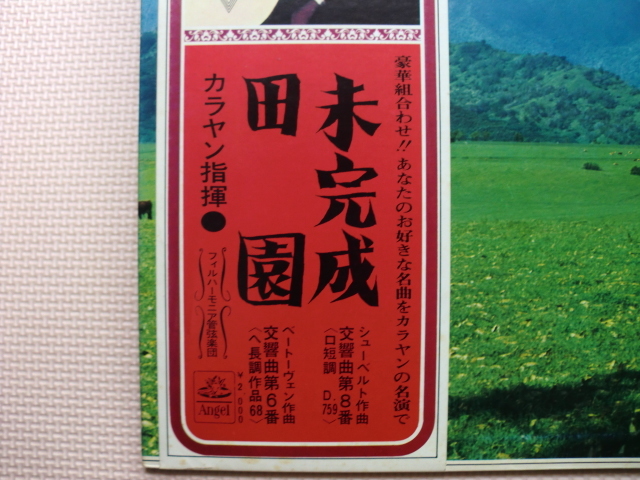 豪華組合わせ!!あなたのお好きな名曲をカラヤンの名演で
未完成
シューベルト作曲
交響曲第8番
〈ロ短調 D.759〉
田園
ベートーヴェン作曲
交響曲第6番
〈ヘ長調作品68〉
カラヤン指揮●
フィルハーモニア管弦楽団
¥2,000
Angel